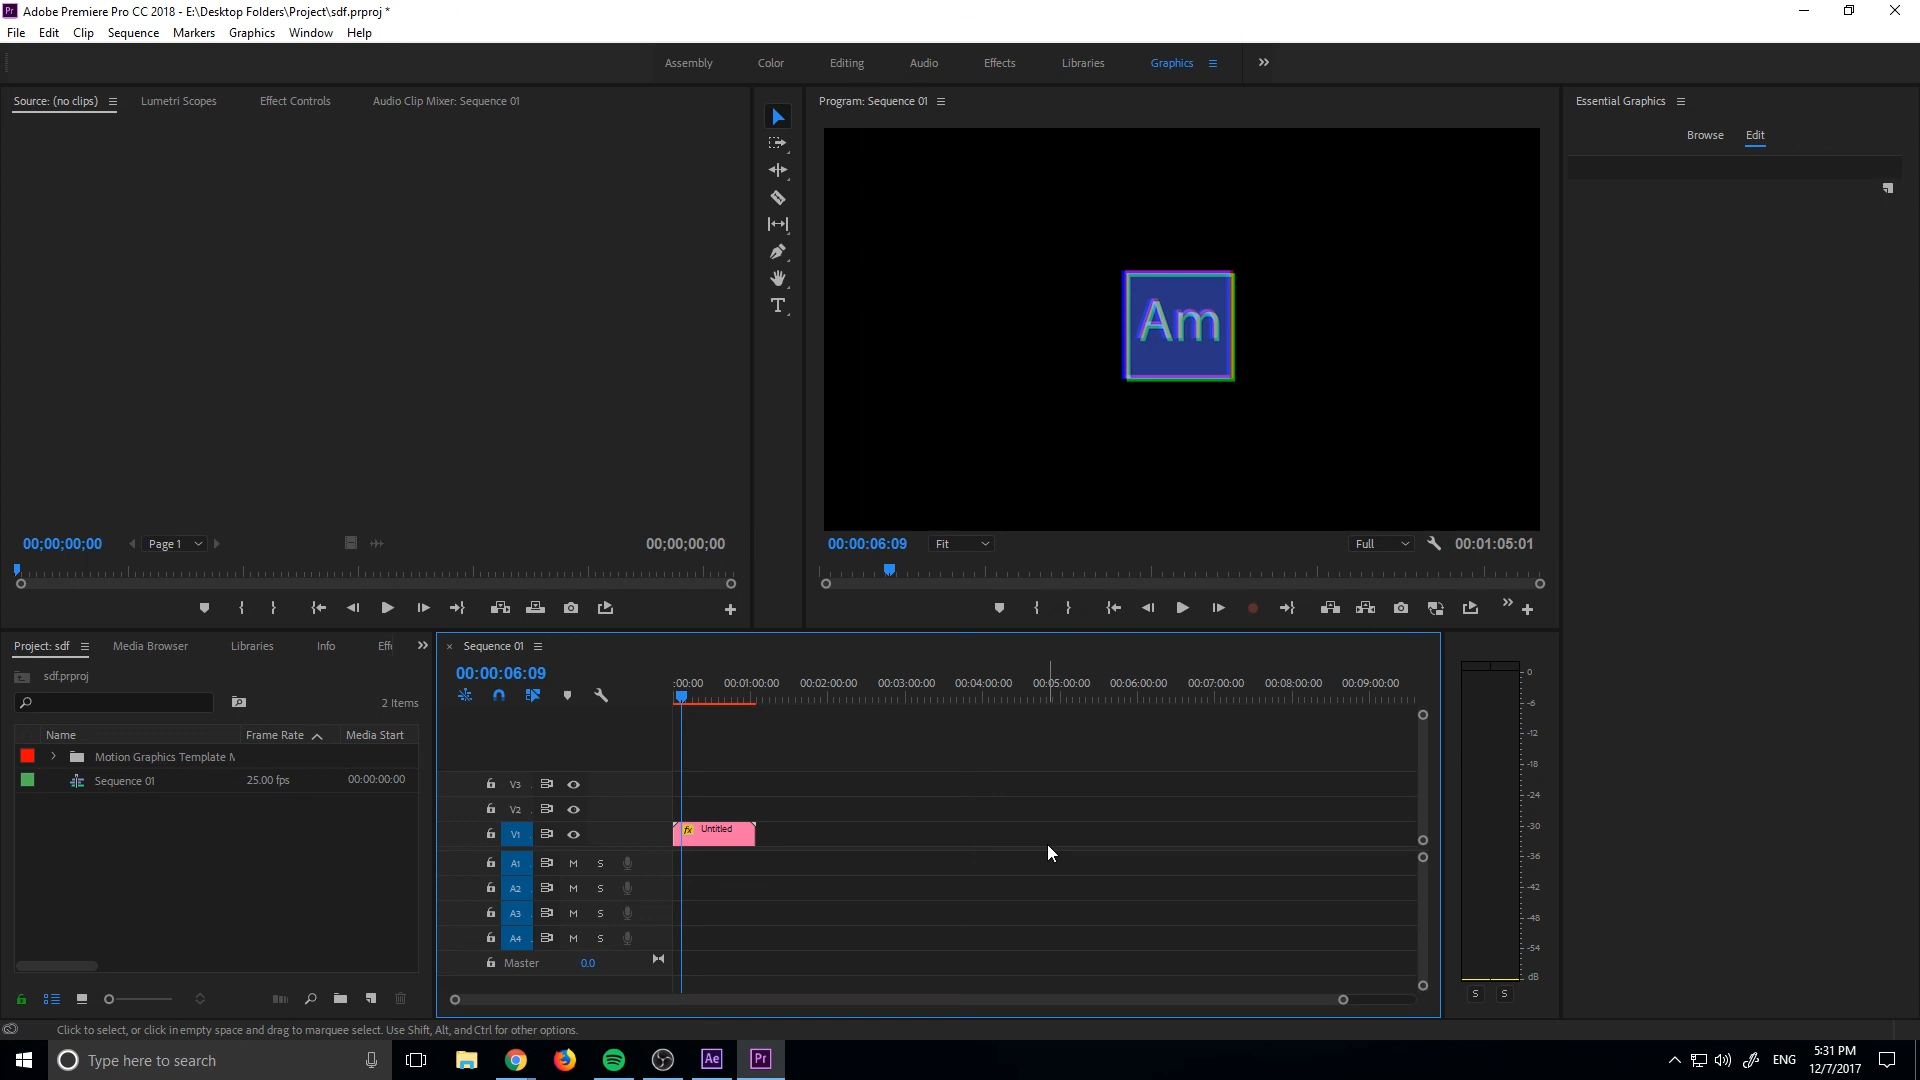 Adobe Premiere Pro CC 2018 - E:\Desktop Folders\Project\sdf.prproj *
File Edit Clip Sequence Markers Graphics Window Help
Assembly Color Editing Audio Effects Libraries Graphics
Source: (no clips) Lumetri Scopes Effect Controls Audio Clip Mixer: Sequence 01
Program: Sequence 01
Essential Graphics
Browse Edit
Am
00;00;00;00 Page 1 00;00;00;00
00:00:06:09 Fit Full 00:01:05:01
Project: sdf Media Browser Libraries Info Eff
sdf.prproj
2 Items
Name Frame Rate Media Start
Motion Graphics Template M
Sequence 01 25.00 fps 00:00:00:00
Sequence 01
00:00:06:09
:00:00 00:01:00:00 00:02:00:00 00:03:00:00 00:04:00:00 00:05:00:00 00:06:00:00 00:07:00:00 00:08:00:00 00:09:00:00
V3
V2
V1 fx Untitled
A1 M S
A2 M S
A3 M S
A4 M S
Master 0.0
0
-6
-12
-18
-24
-30
-36
-42
-48
-54
dB
S S
Click to select, or click in empty space and drag to marquee select. Use Shift, Alt, and Ctrl for other options.
Type here to search
Ae Pr
ENG
5:31 PM
12/7/2017